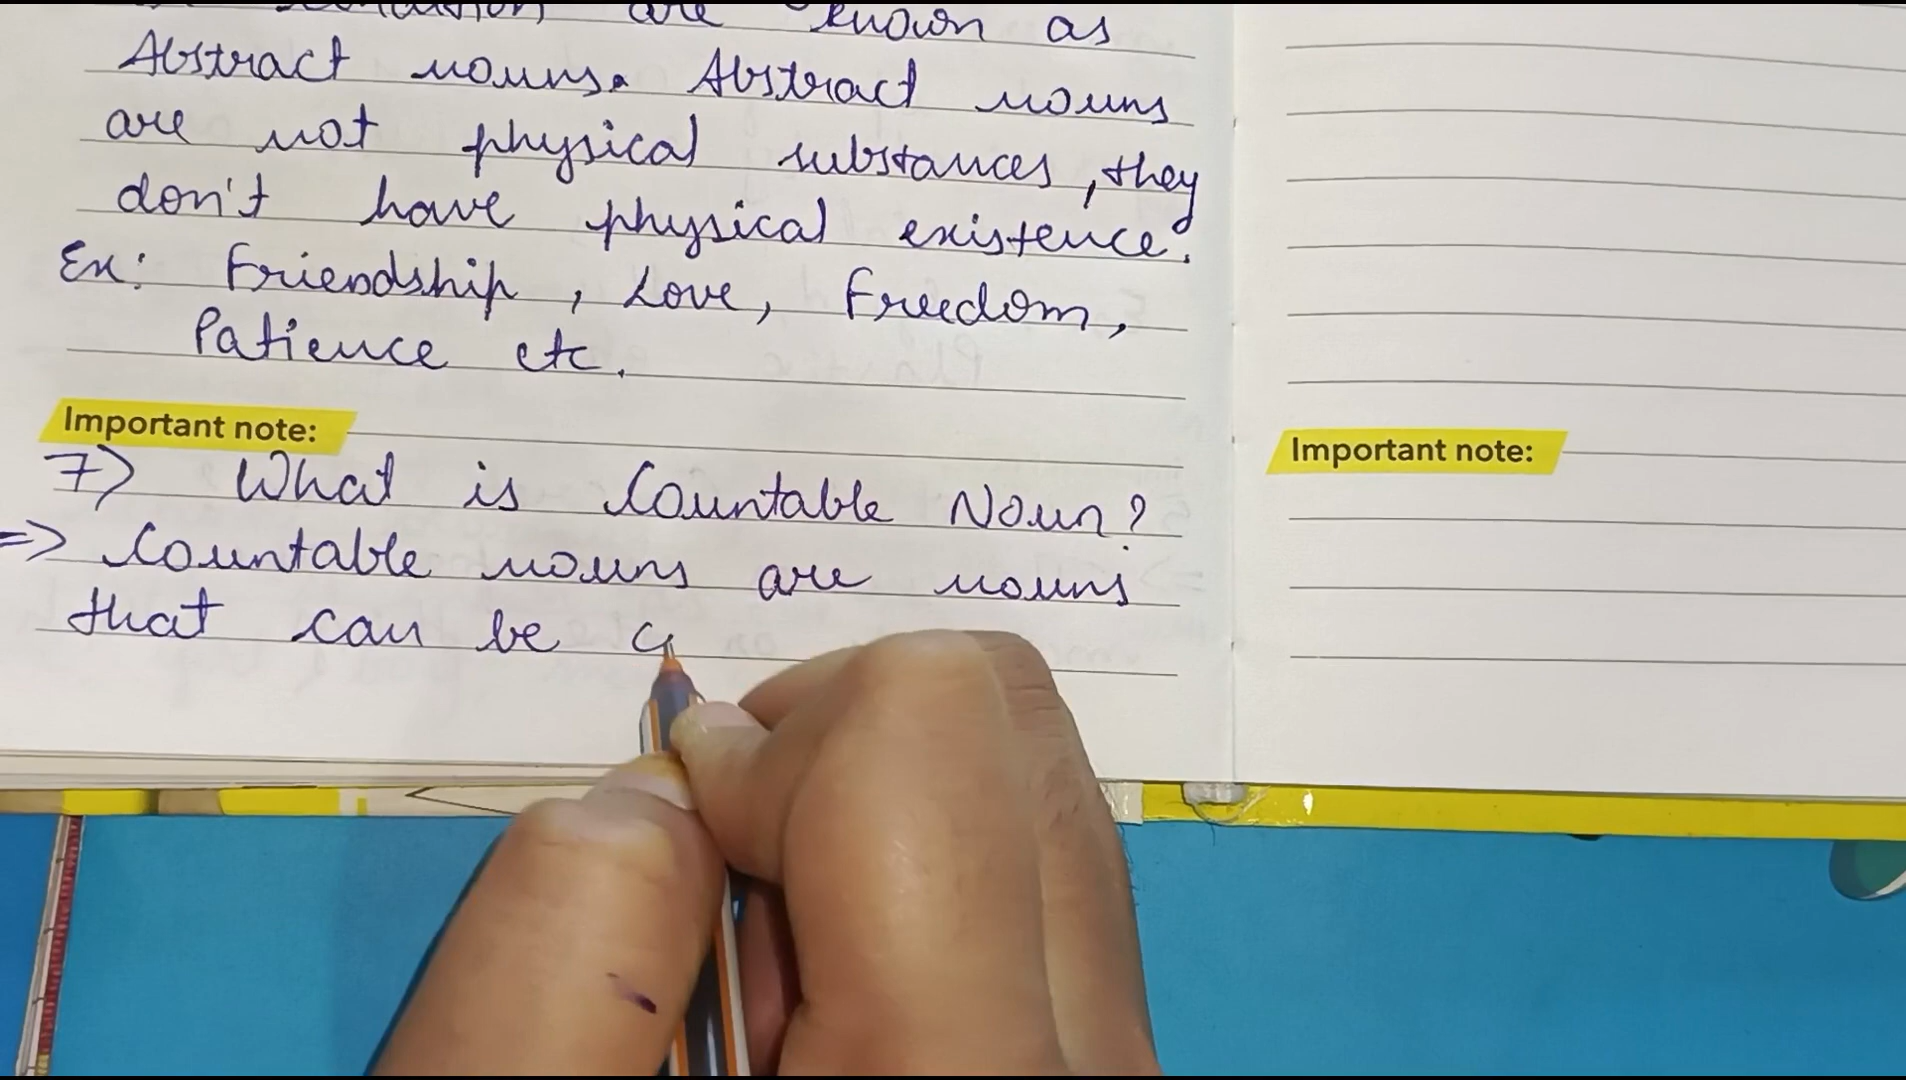 are known as
Abstract nouns. Abstract nouns
are not physical substances, they
don't have physical existence.
Ex: Friendship, Love, Freedom,
Patience etc.
Important note:
7) What is Countable Noun?
=> Countable nouns are nouns
that can be
Important note: